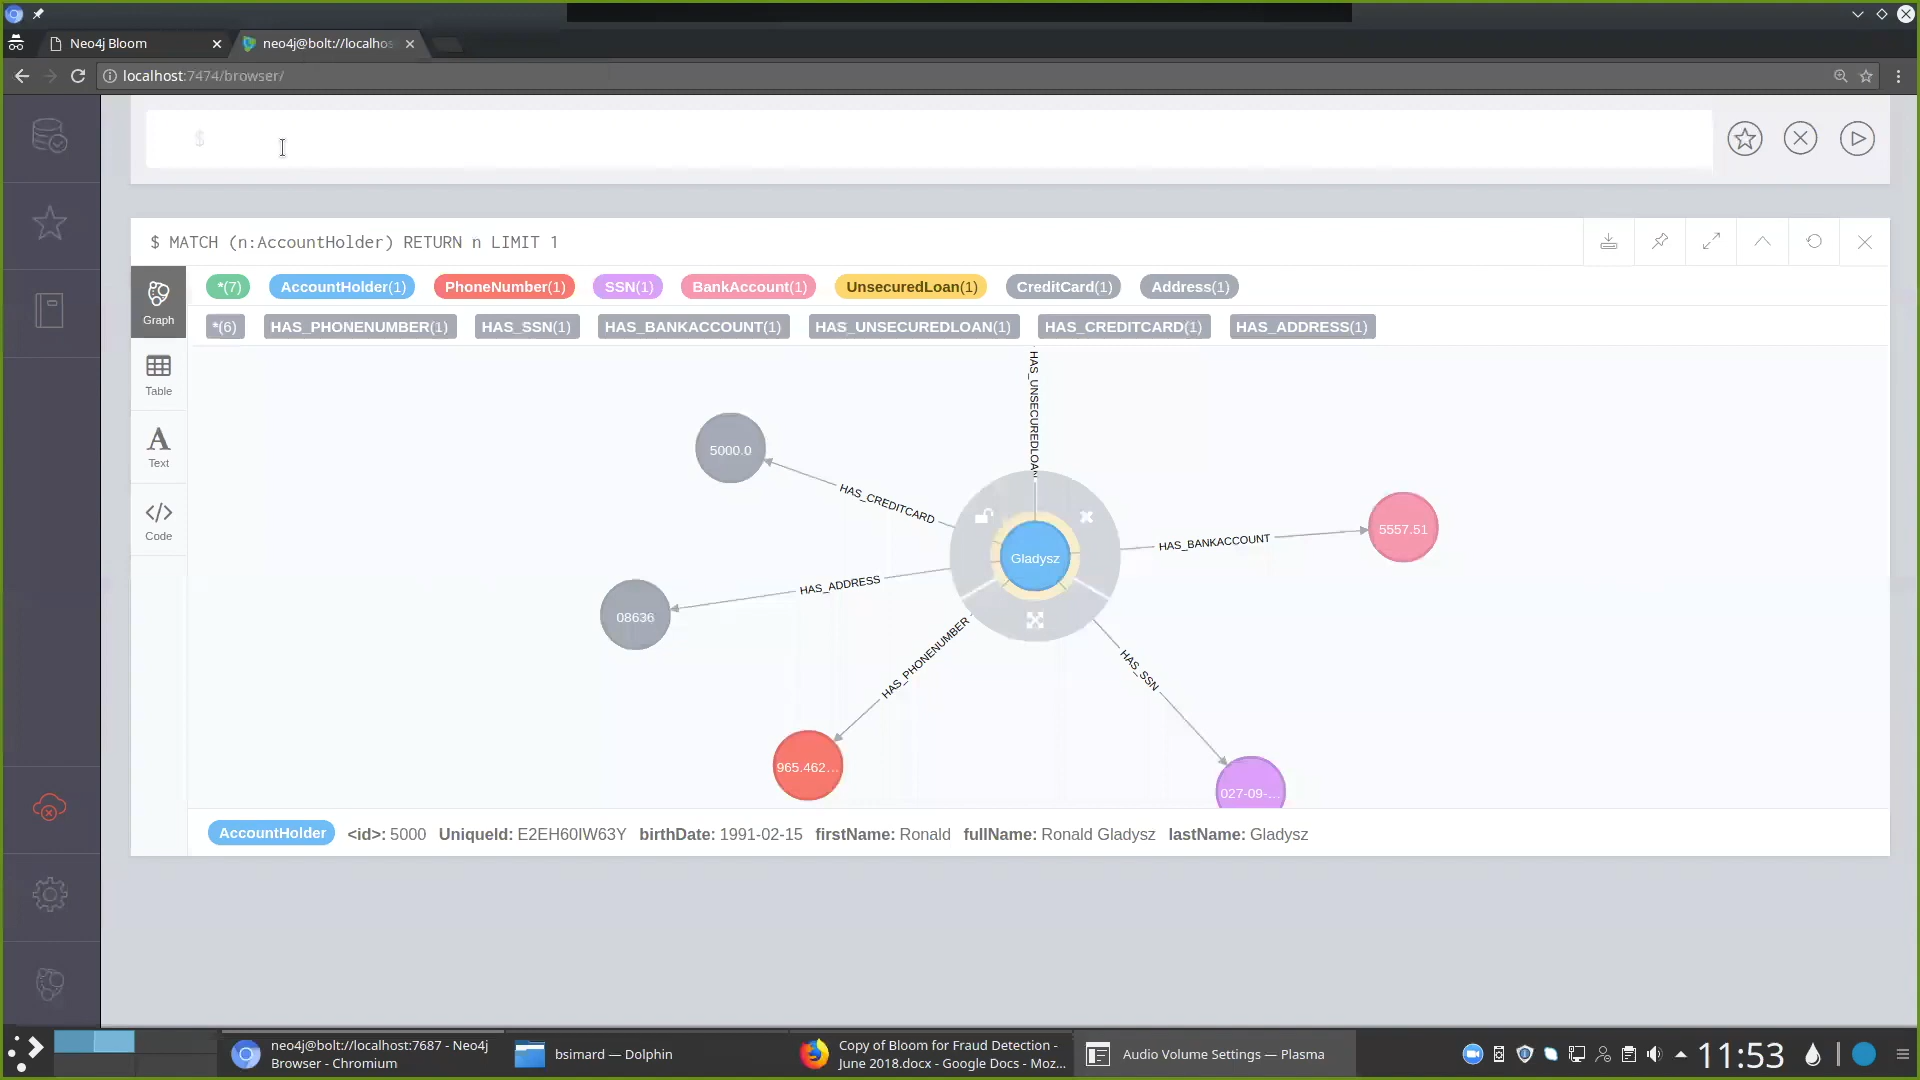 Neo4j Bloom
neo4j@bolt://localhos
localhost:7474/browser/
$
$ MATCH (n:AccountHolder) RETURN n LIMIT 1
*(7) AccountHolder(1) PhoneNumber(1) SSN(1) BankAccount(1) UnsecuredLoan(1) CreditCard(1) Address(1)
*(6) HAS_PHONENUMBER(1) HAS_SSN(1) HAS_BANKACCOUNT(1) HAS_UNSECUREDLOAN(1) HAS_CREDITCARD(1) HAS_ADDRESS(1)
Graph
Table
Text
Code
HAS_UNSECUREDLOAN
5000.0
HAS_CREDITCARD
5557.51
HAS_BANKACCOUNT
Gladysz
HAS_ADDRESS
08636
HAS_PHONENUMBER
HAS_SSN
965.462...
027-09-...
AccountHolder <id>: 5000 UniqueId: E2EH60IW63Y birthDate: 1991-02-15 firstName: Ronald fullName: Ronald Gladysz lastName: Gladysz
neo4j@bolt://localhost:7687 - Neo4j
Browser - Chromium
bsimard — Dolphin
Copy of Bloom for Fraud Detection -
June 2018.docx - Google Docs - Moz...
Audio Volume Settings — Plasma
11:53